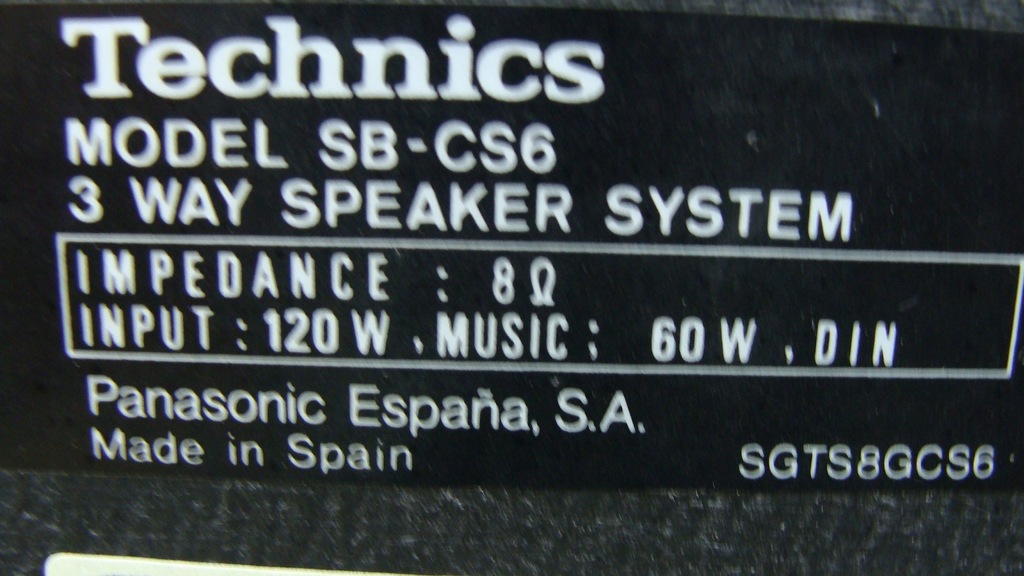 Technics
MODEL SB-CS6
3 WAY SPEAKER SYSTEM
IMPEDANCE : 8Ω
INPUT : 120 W , MUSIC ; 60 W , DIN
Panasonic España, S.A.
Made in Spain
SGTS8GCS6